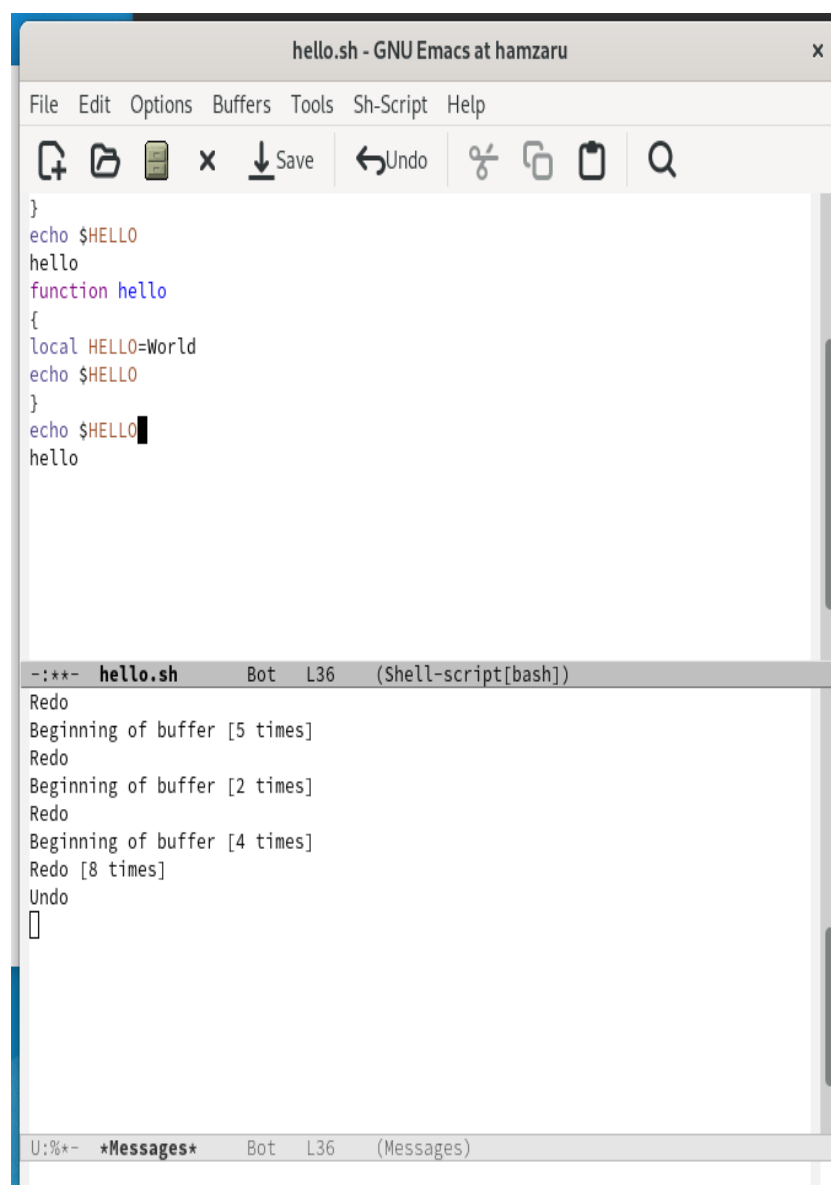 hello.sh - GNU Emacs at hamzaru ×
File Edit Options Buffers Tools Sh-Script Help
Save Undo
}
echo $HELLO
hello
function hello
{
local HELLO=World
echo $HELLO
}
echo $HELLO
hello
-:**- hello.sh Bot L36 (Shell-script[bash])
Redo
Beginning of buffer [5 times]
Redo
Beginning of buffer [2 times]
Redo
Beginning of buffer [4 times]
Redo [8 times]
Undo
U:%*- *Messages* Bot L36 (Messages)